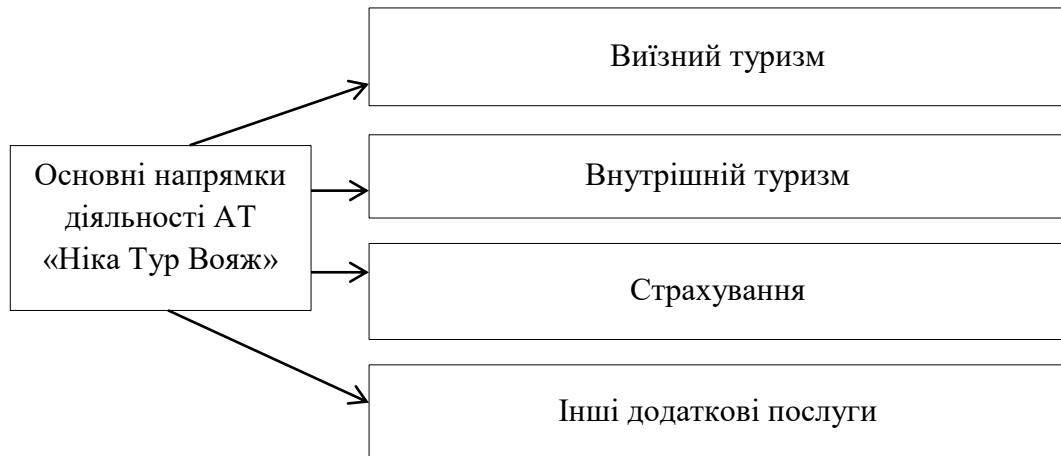 Виїзний туризм
Основні напрямки
діяльності АТ
«Ніка Тур Вояж»
Внутрішній туризм
Страхування
Інші додаткові послуги